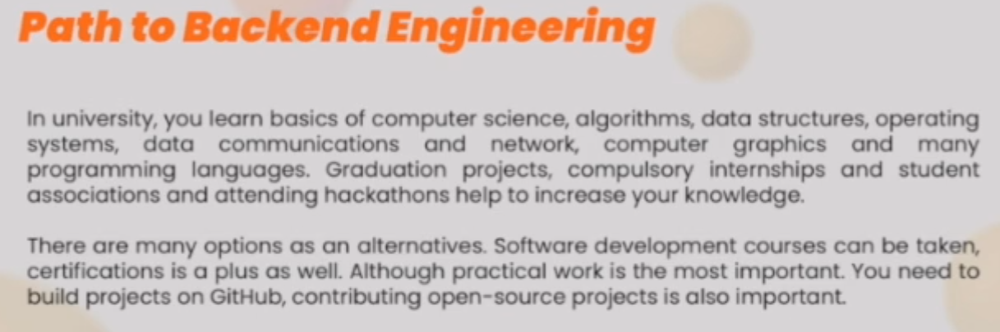 Path to Backend Engineering
In university, you learn basics of computer science, algorithms, data structures, operating
systems, data communications and network, computer graphics and many
programming languages. Graduation projects, compulsory internships and student
associations and attending hackathons help to increase your knowledge.
There are many options as an alternatives. Software development courses can be taken,
certifications is a plus as well. Although practical work is the most important. You need to
build projects on GitHub, contributing open-source projects is also important.